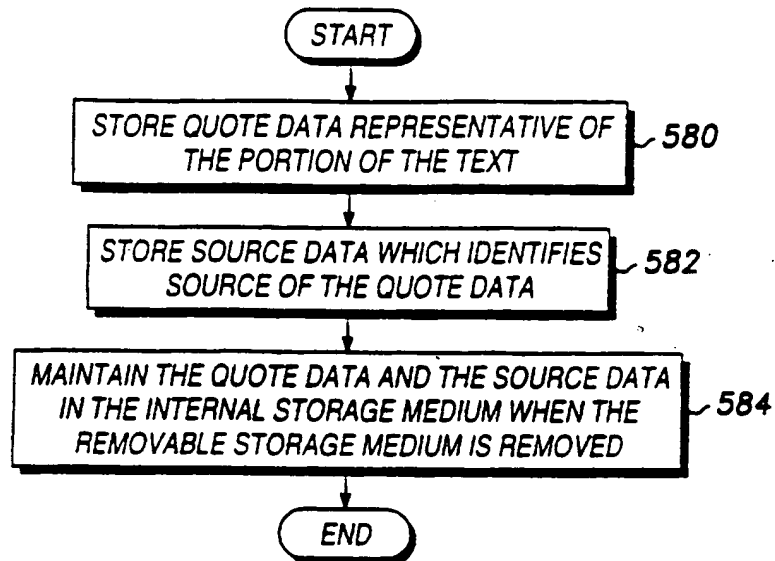 START
STORE QUOTE DATA REPRESENTATIVE OF
THE PORTION OF THE TEXT
580
STORE SOURCE DATA WHICH IDENTIFIES
SOURCE OF THE QUOTE DATA
582
MAINTAIN THE QUOTE DATA AND THE SOURCE DATA
IN THE INTERNAL STORAGE MEDIUM WHEN THE
REMOVABLE STORAGE MEDIUM IS REMOVED
584
END